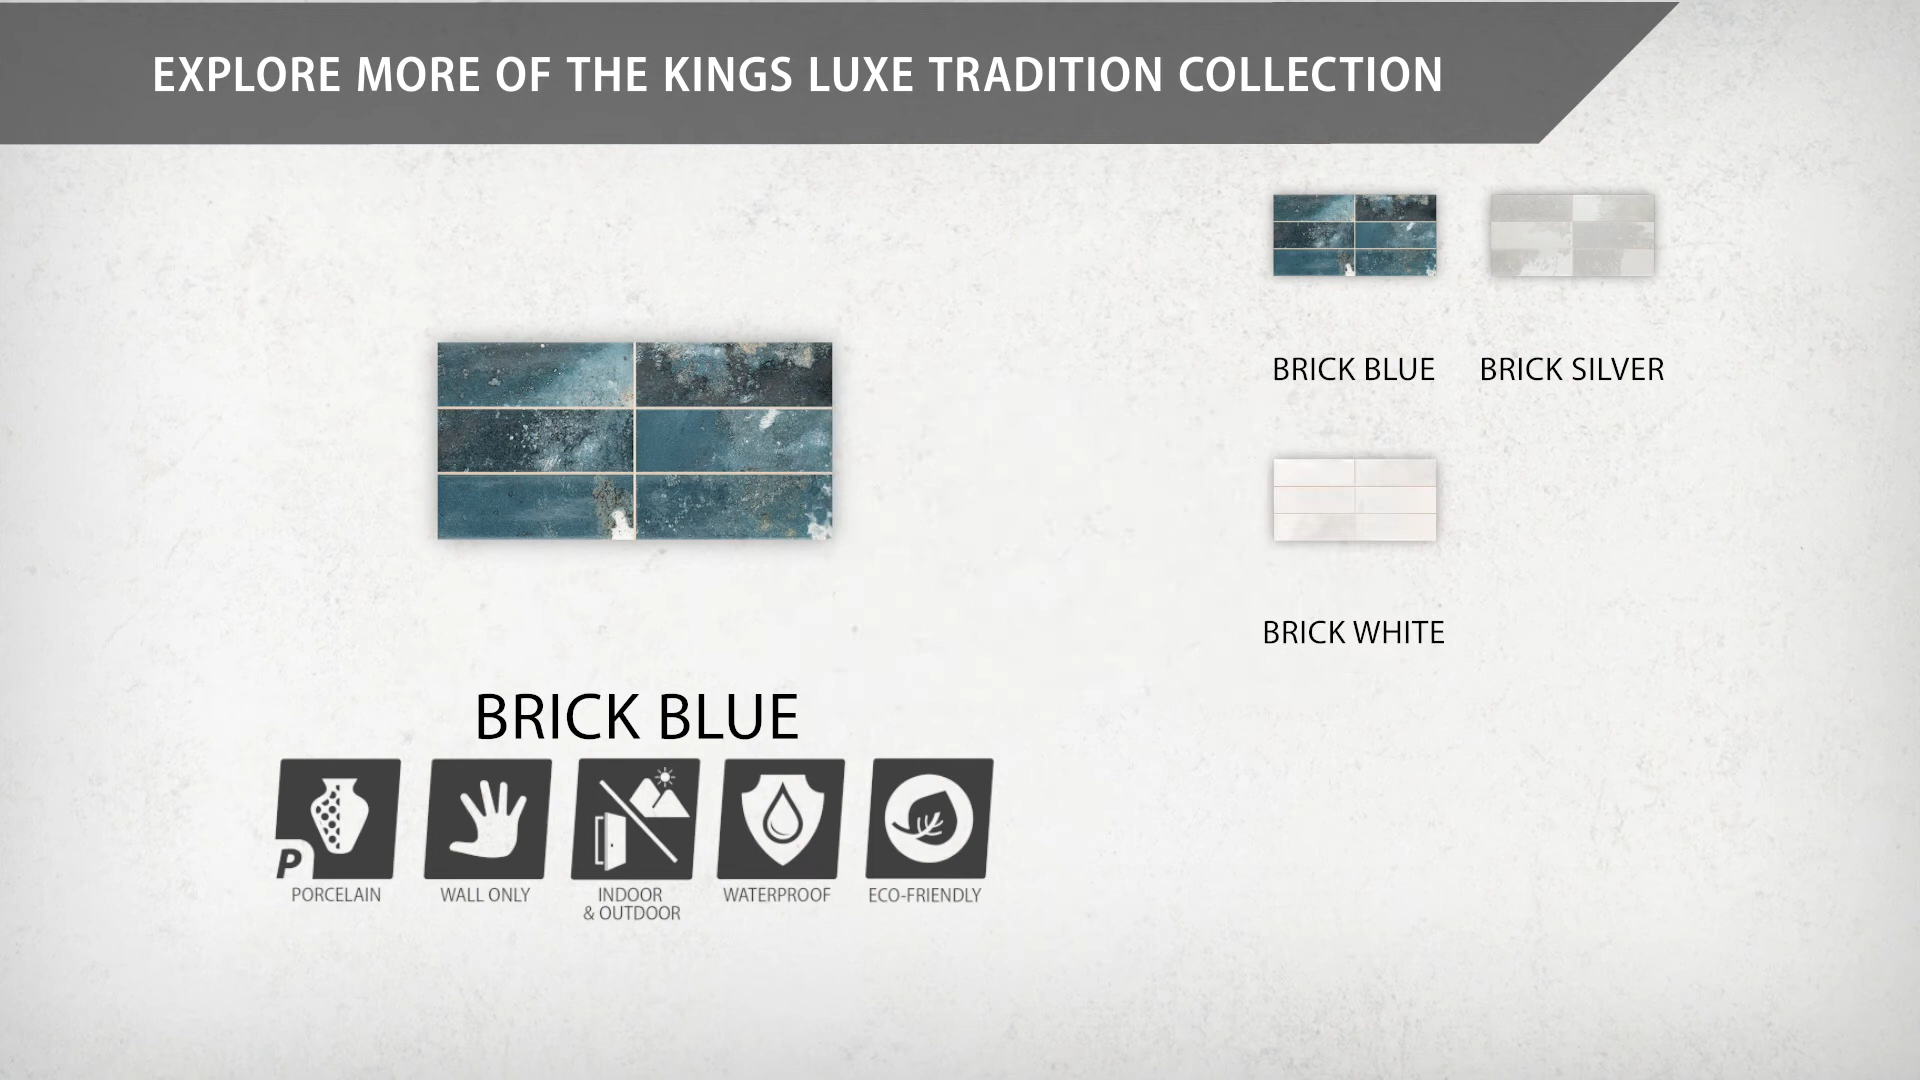 EXPLORE MORE OF THE KINGS LUXE TRADITION COLLECTION
BRICK BLUE
BRICK SILVER
BRICK WHITE
BRICK BLUE
P
PORCELAIN
WALL ONLY
INDOOR
& OUTDOOR
WATERPROOF
ECO-FRIENDLY